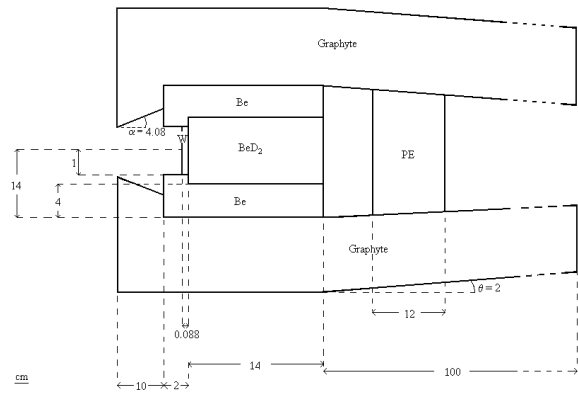 Graphyte
Be
α = 4.08
W
BeD2
PE
1
14
4
Be
Graphyte
θ = 2
12
0.088
14
100
cm
10
2